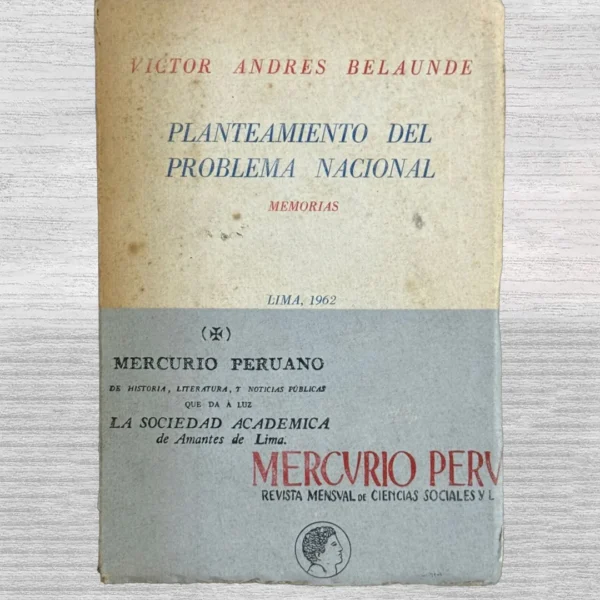 VICTOR ANDRES BELAUNDE
PLANTEAMIENTO DEL
PROBLEMA NACIONAL
MEMORIAS
LIMA, 1962
(✠)
MERCURIO PERUANO
DE HISTORIA, LITERATURA, Y NOTICIAS PÚBLICAS
QUE DA À LUZ
LA SOCIEDAD ACADEMICA
de Amantes de Lima.
MERCVRIO PERV
REVISTA MENSVAL DE CIENCIAS SOCIALES Y L